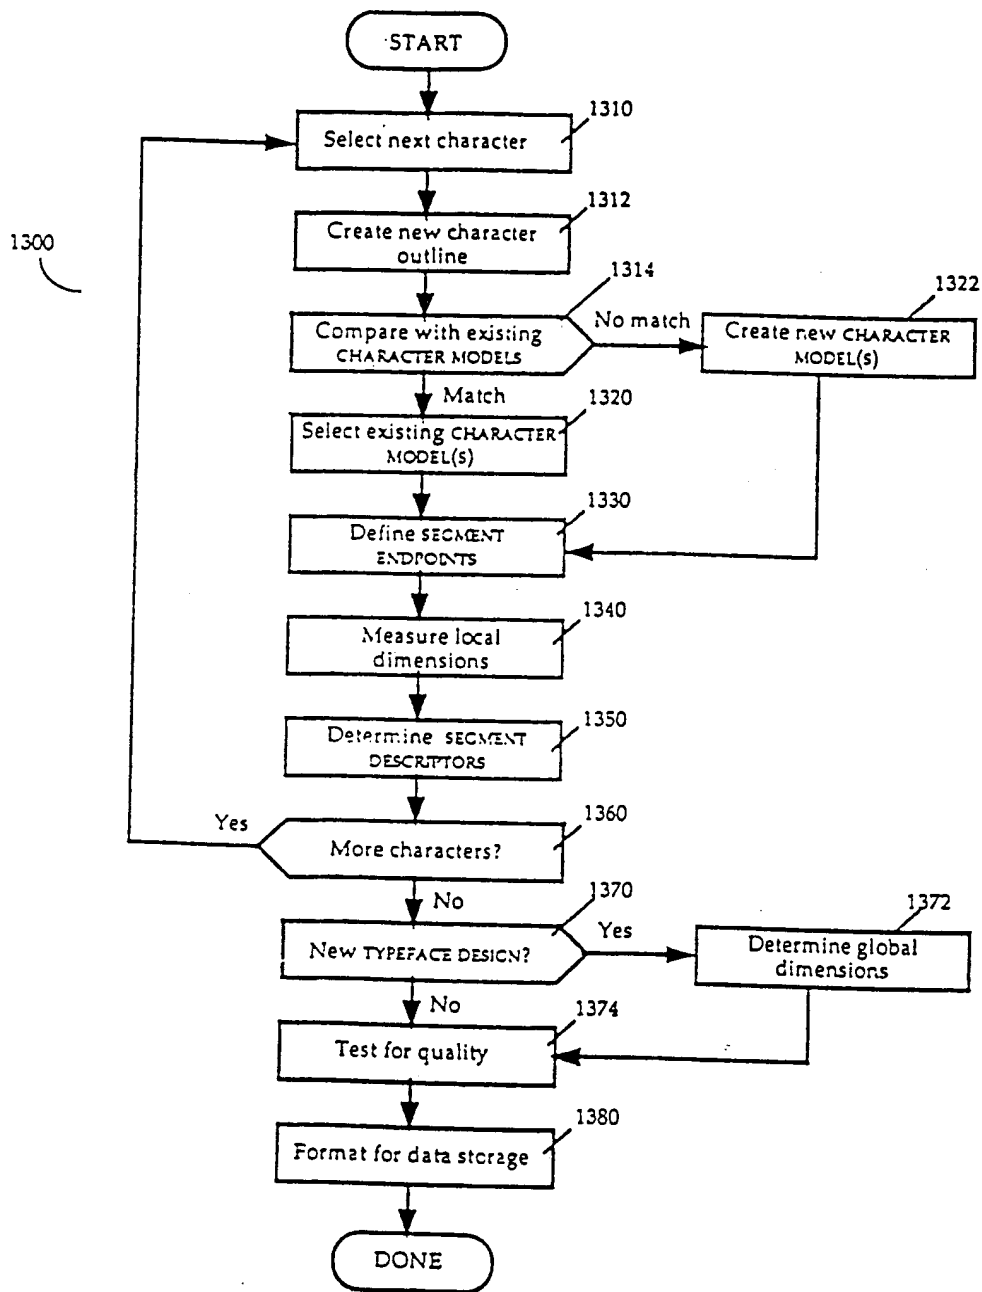 START
1310
Select next character
1312
Create new character
outline
1300
1314
1322
Compare with existing
CHARACTER MODELS
No match
Create new CHARACTER
MODEL(S)
Match
1320
Select existing CHARACTER
MODEL(S)
1330
Define SEGMENT
ENDPOINTS
1340
Measure local
dimensions
1350
Determine SEGMENT
DESCRIPTORS
Yes
1360
More characters?
No
1370
1372
New TYPEFACE DESIGN?
Yes
Determine global
dimensions
No
1374
Test for quality
1380
Format for data storage
DONE